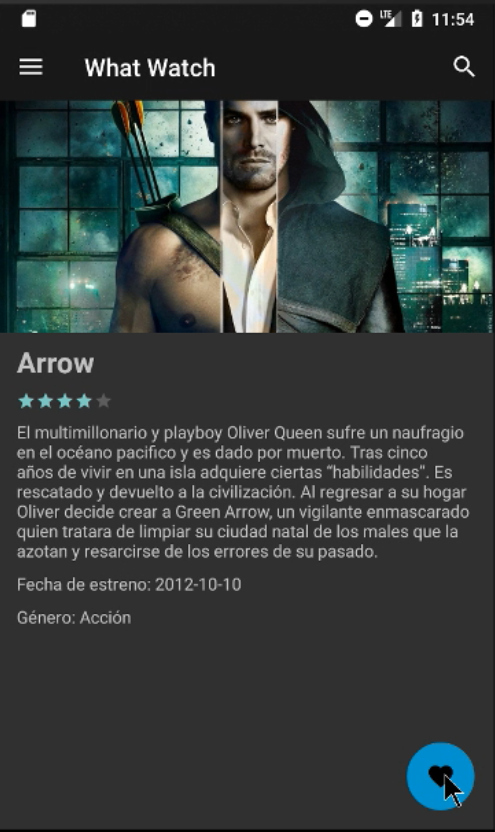 LTE 11:54
What Watch
Arrow
El multimillonario y playboy Oliver Queen sufre un naufragio
en el océano pacifico y es dado por muerto. Tras cinco
años de vivir en una isla adquiere ciertas “habilidades". Es
rescatado y devuelto a la civilización. Al regresar a su hogar
Oliver decide crear a Green Arrow, un vigilante enmascarado
quien tratara de limpiar su ciudad natal de los males que la
azotan y resarcirse de los errores de su pasado.
Fecha de estreno: 2012-10-10
Género: Acción